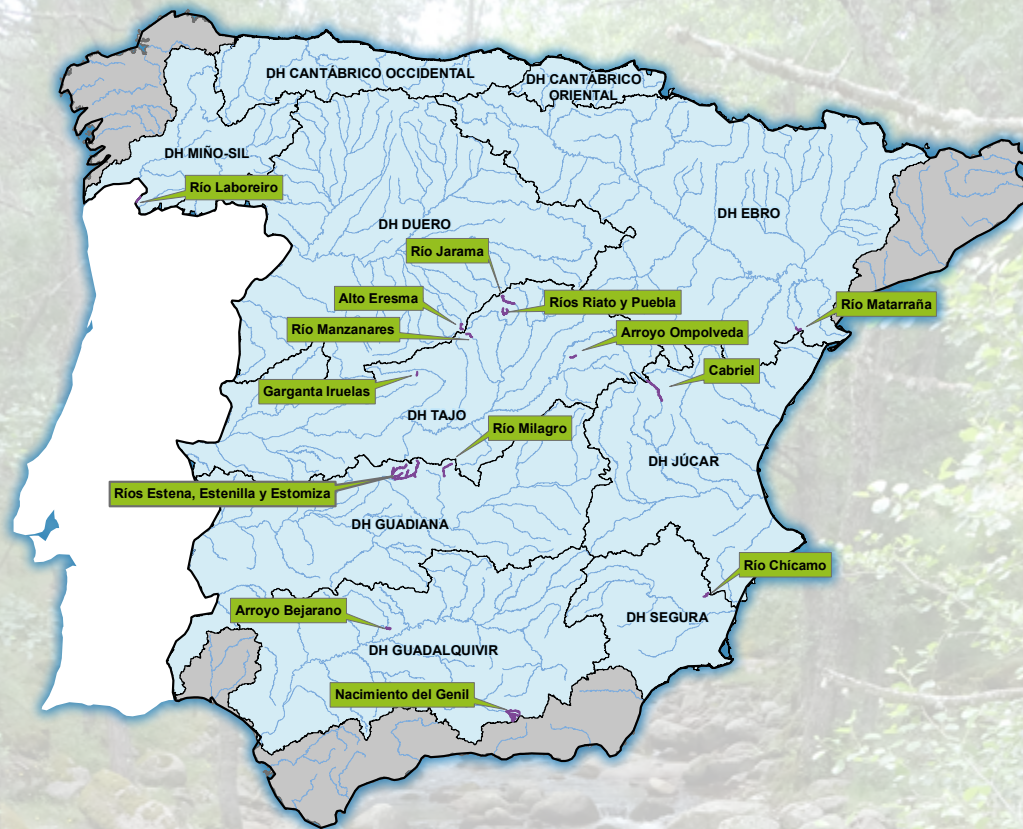 DH CANTÁBRICO OCCIDENTAL
DH CANTÁBRICO
ORIENTAL
DH MIÑO-SIL
Río Laboreiro
DH EBRO
DH DUERO
Río Jarama
Alto Eresma
Ríos Riato y Puebla
Río Matarraña
Río Manzanares
Arroyo Ompolveda
Cabriel
Garganta Iruelas
DH TAJO
Río Milagro
DH JÚCAR
Ríos Estena, Estenilla y Estomiza
DH GUADIANA
Río Chícamo
Arroyo Bejarano
DH SEGURA
DH GUADALQUIVIR
Nacimiento del Genil